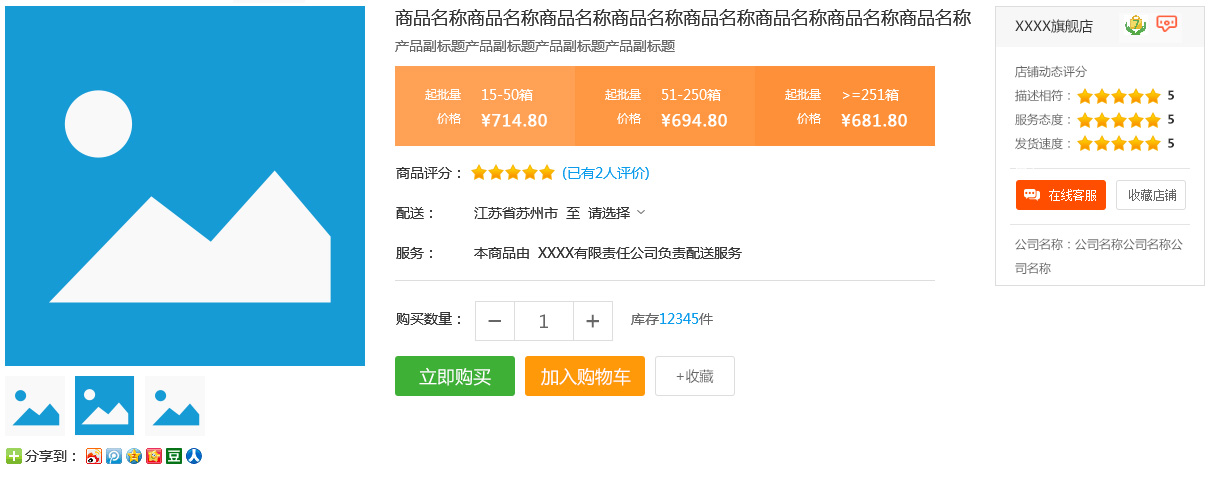 商品名称商品名称商品名称商品名称商品名称商品名称商品名称商品名称
产品副标题产品副标题产品副标题产品副标题
起批量 15-50箱 起批量 51-250箱 起批量 >=251箱
价格 ¥714.80 价格 ¥694.80 价格 ¥681.80
商品评分： (已有2人评价)
配送： 江苏省苏州市 至 请选择
服务： 本商品由 XXXX有限责任公司负责配送服务
购买数量： － 1 + 库存12345件
立即购买 加入购物车 +收藏
分享到：
豆
XXXX旗舰店
店铺动态评分
描述相符： 5
服务态度： 5
发货速度： 5
在线客服 收藏店铺
公司名称：公司名称公司名称公
司名称